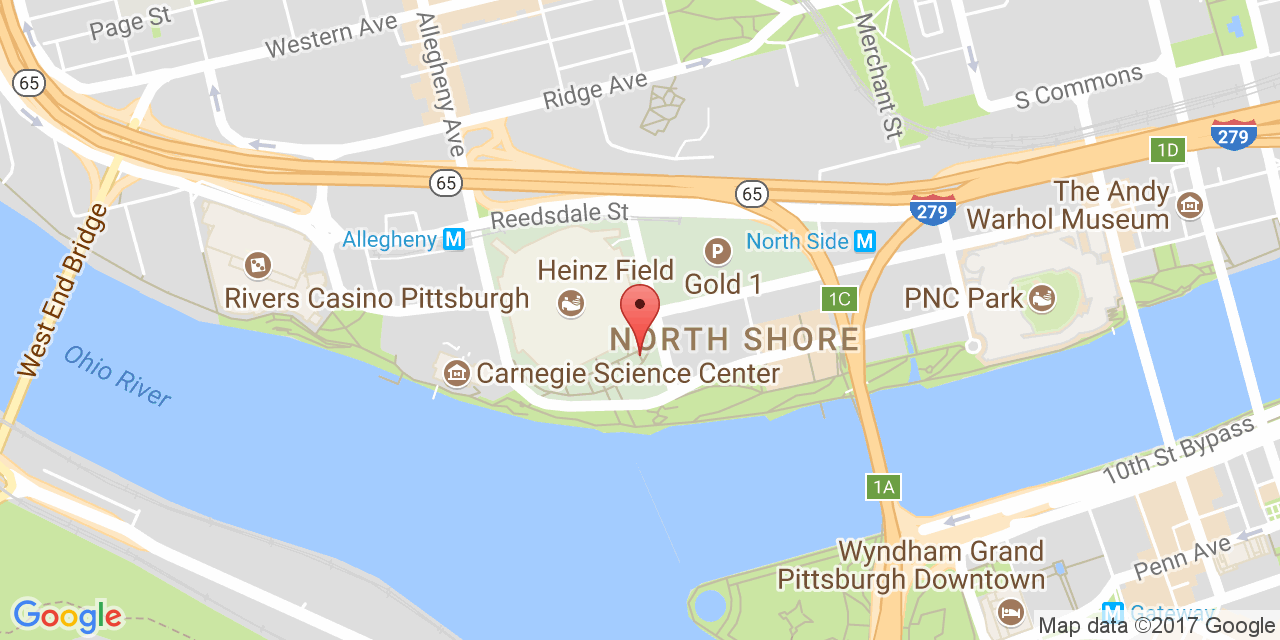 Page St
Western Ave
Allegheny Ave
Ridge Ave
Merchant St
S Commons
65
279
1D
65
65
279
The Andy
Warhol Museum
Reedsdale St
Allegheny M
North Side M
P
Gold 1
Heinz Field
Rivers Casino Pittsburgh
1C
PNC Park
NORTH SHORE
West End Bridge
Ohio River
Carnegie Science Center
10th St Bypass
1A
Wyndham Grand
Pittsburgh Downtown
Penn Ave
M Gateway
Google
Map data ©2017 Google